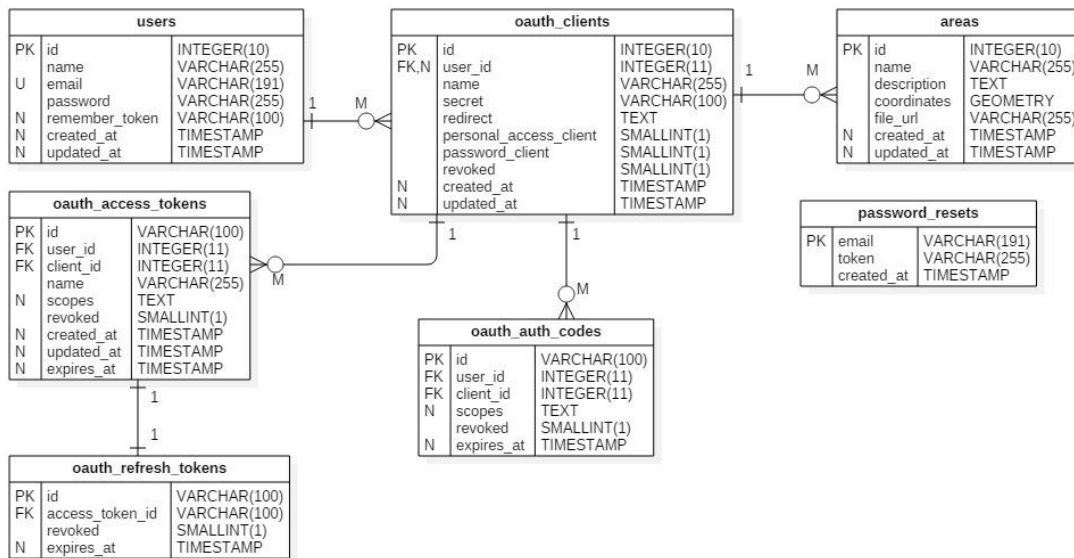 users
PK id INTEGER(10)
name VARCHAR(255)
U email VARCHAR(191)
password VARCHAR(255)
N remember_token VARCHAR(100)
N created_at TIMESTAMP
N updated_at TIMESTAMP
1 M
oauth_clients
PK id INTEGER(10)
FK,N user_id INTEGER(11)
name VARCHAR(255)
secret VARCHAR(100)
redirect TEXT
personal_access_client SMALLINT(1)
password_client SMALLINT(1)
revoked SMALLINT(1)
N created_at TIMESTAMP
N updated_at TIMESTAMP
1 M
areas
PK id INTEGER(10)
name VARCHAR(255)
description TEXT
coordinates GEOMETRY
file_url VARCHAR(255)
N created_at TIMESTAMP
N updated_at TIMESTAMP
oauth_access_tokens
PK id VARCHAR(100)
FK user_id INTEGER(11)
FK client_id INTEGER(11)
name VARCHAR(255)
N scopes TEXT
revoked SMALLINT(1)
N created_at TIMESTAMP
N updated_at TIMESTAMP
N expires_at TIMESTAMP
1
M
1
M
password_resets
PK email VARCHAR(191)
token VARCHAR(255)
created_at TIMESTAMP
oauth_auth_codes
PK id VARCHAR(100)
FK user_id INTEGER(11)
FK client_id INTEGER(11)
N scopes TEXT
revoked SMALLINT(1)
N expires_at TIMESTAMP
1
1
oauth_refresh_tokens
PK id VARCHAR(100)
FK access_token_id VARCHAR(100)
revoked SMALLINT(1)
N expires_at TIMESTAMP